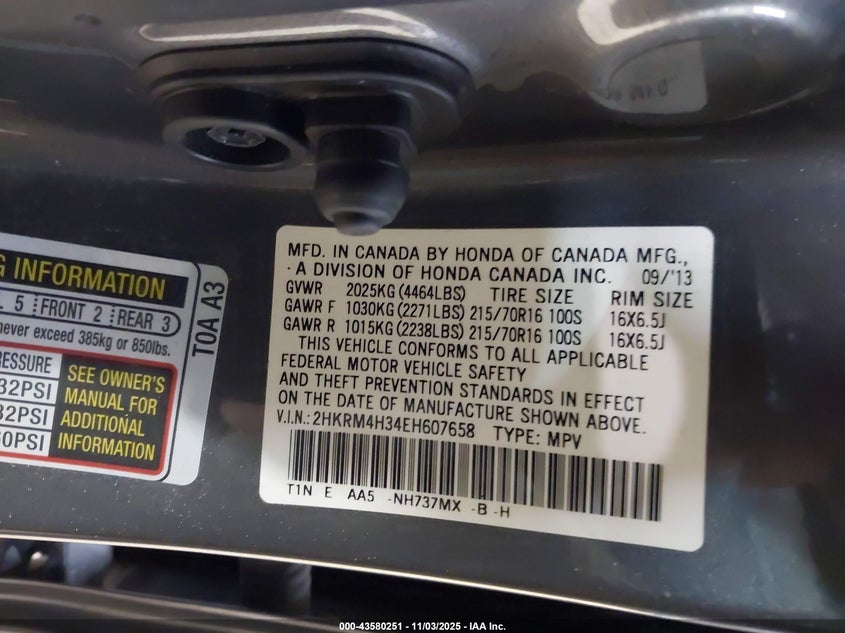 G INFORMATION
. 5 FRONT 2 REAR 3
never exceed 385kg or 850lbs.
RESSURE
32PSI
32PSI
60PSI
SEE OWNER'S
MANUAL FOR
ADDITIONAL
INFORMATION
T0A A3
MFD. IN CANADA BY HONDA OF CANADA MFG.,
A DIVISION OF HONDA CANADA INC. 09/'13
GVWR 2025KG (4464LBS) TIRE SIZE RIM SIZE
GAWR F 1030KG (2271LBS) 215/70R16 100S 16X6.5J
GAWR R 1015KG (2238LBS) 215/70R16 100S 16X6.5J
THIS VEHICLE CONFORMS TO ALL APPLICABLE
FEDERAL MOTOR VEHICLE SAFETY
AND THEFT PREVENTION STANDARDS IN EFFECT
ON THE DATE OF MANUFACTURE SHOWN ABOVE.
V.I.N.: 2HKRM4H34EH607658 TYPE: MPV
T1N E AA5 -NH737MX -B -H
000-43580251 - 11/03/2025 - IAA Inc.